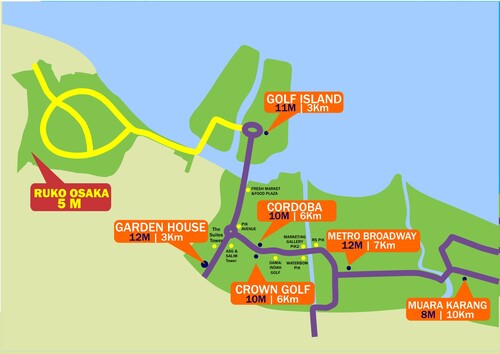 GOLF ISLAND
11M | 3Km
RUKO OSAKA
5 M
FRESH MARKET
&FOOD PLAZA
CORDOBA
10M | 6Km
GARDEN HOUSE
12M | 3Km
The
Suites
Tower
PIK
AVENUE
ASG &
SALIM
Tower
MARKETING
GALLERY
PIK2
RS PIK
DAMAI
INDAH
GOLF
WATERBOM
PIK
METRO BROADWAY
12M | 7Km
CROWN GOLF
10M | 6Km
MUARA KARANG
8M | 10Km